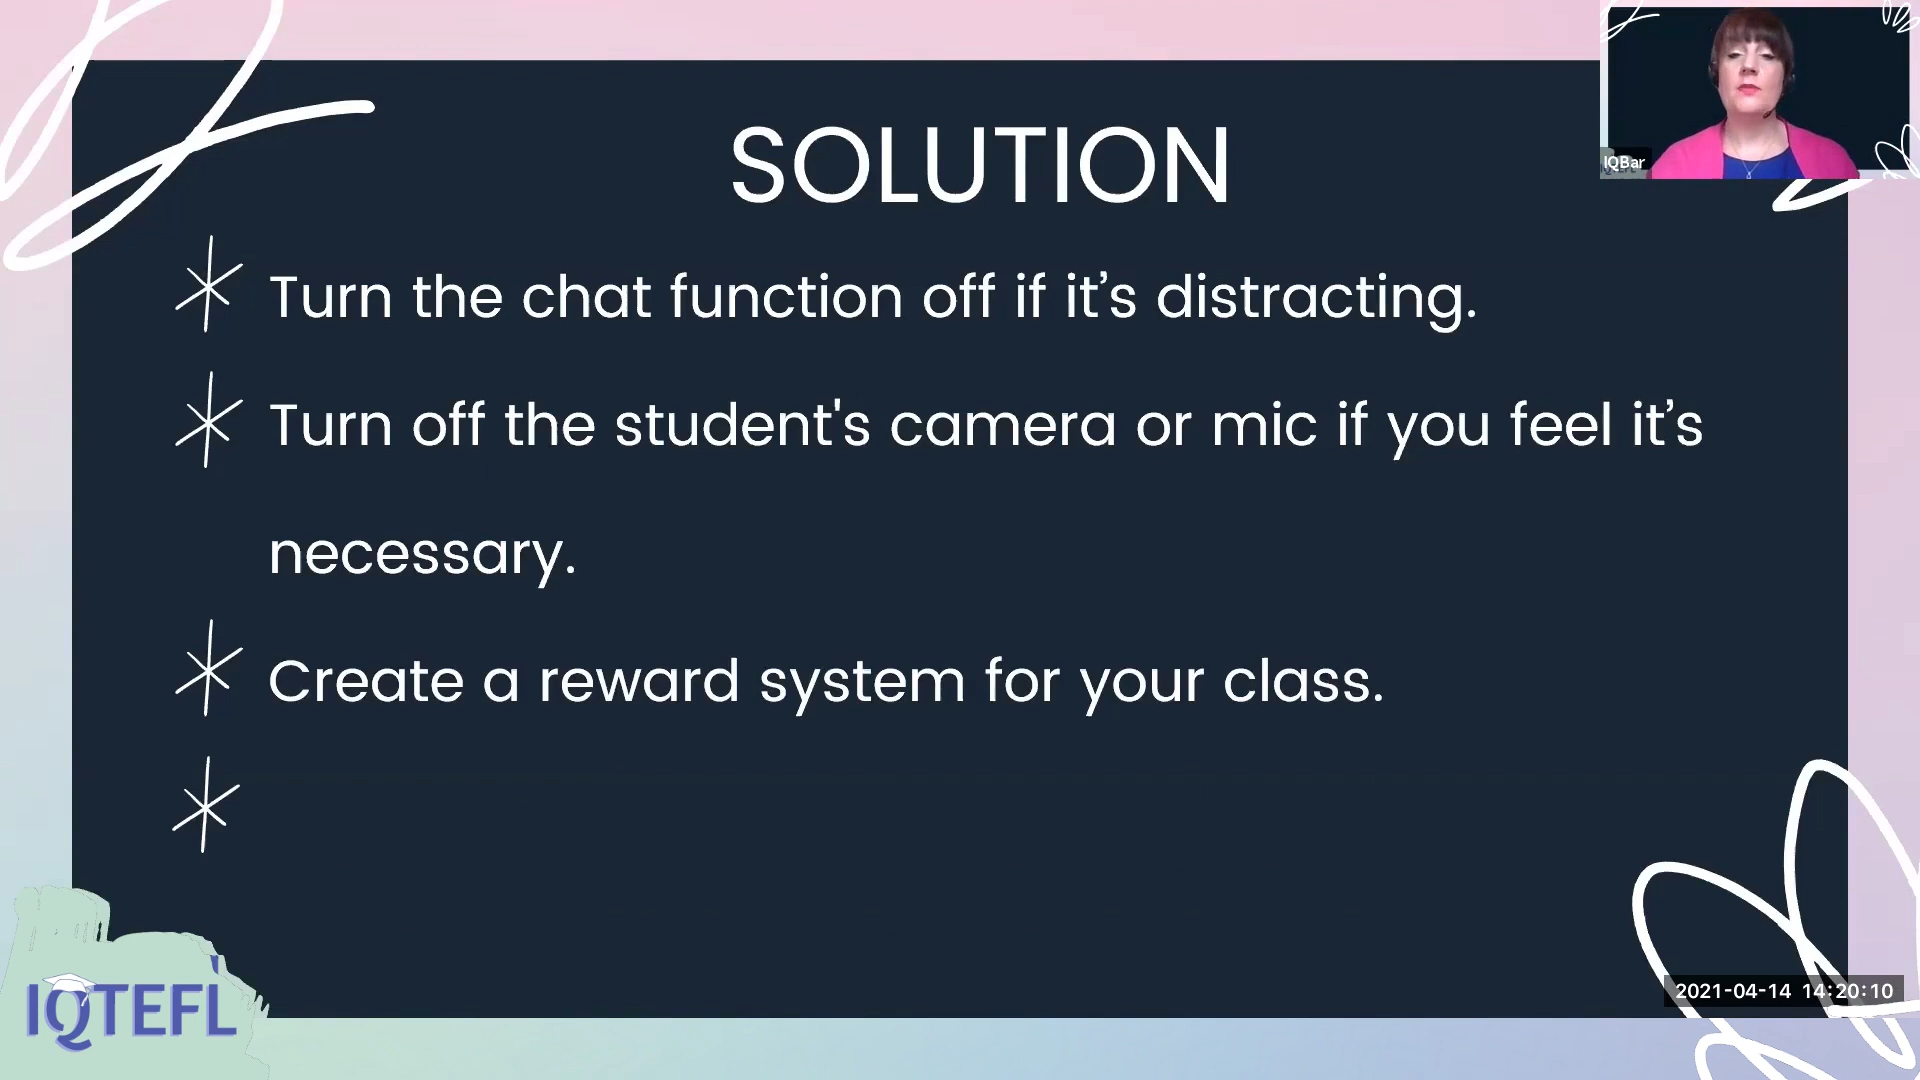 SOLUTION
IQBar
Turn the chat function off if it’s distracting.
Turn off the student's camera or mic if you feel it’s
necessary.
Create a reward system for your class.
IQTEFL
2021-04-14 14:20:10